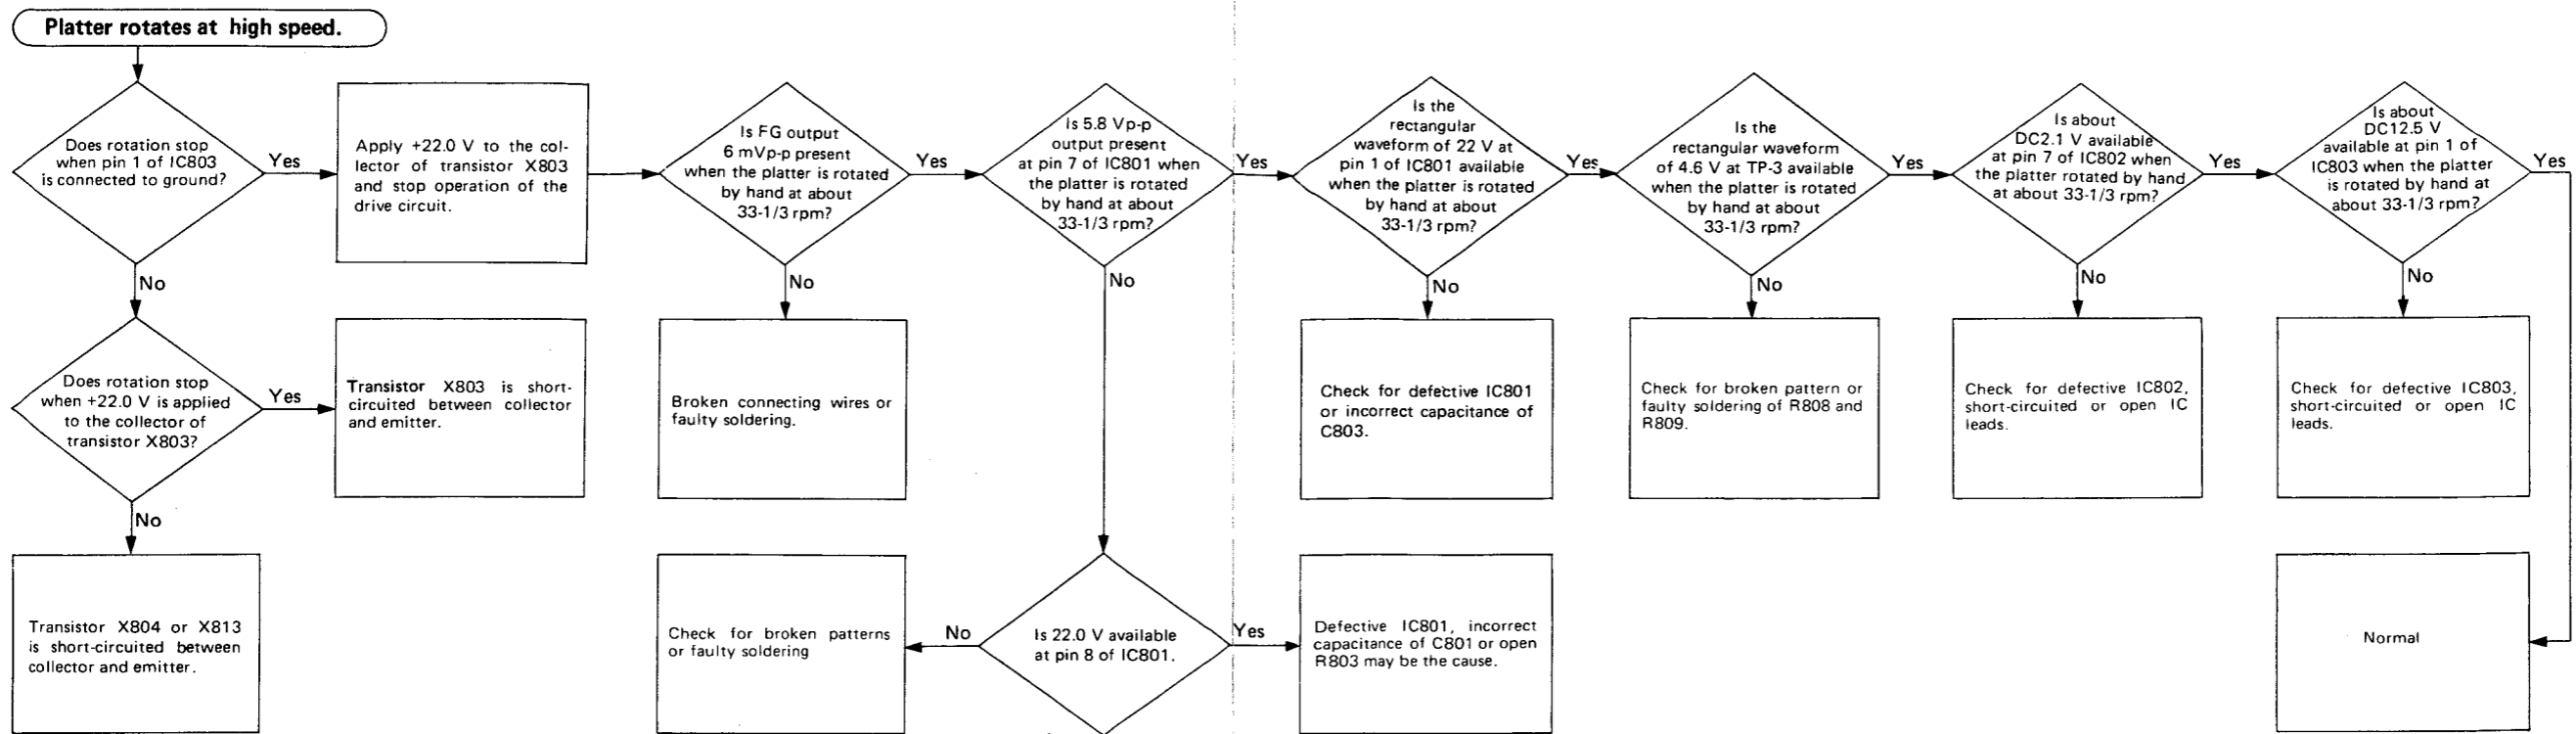 Platter rotates at high speed.
Does rotation stop
when pin 1 of IC803
is connected to ground?
Yes
Apply +22.0 V to the col-
lector of transistor X803
and stop operation of the
drive circuit.
Is FG output
6 mVp-p present
when the platter is rotated
by hand at about
33-1/3 rpm?
Yes
Is 5.8 Vp-p
output present
at pin 7 of IC801 when
the platter is rotated
by hand at about
33-1/3 rpm?
Yes
Is the
rectangular
waveform of 22 V at
pin 1 of IC801 available
when the platter is rotated
by hand at about
33-1/3 rpm?
Yes
Is the
rectangular waveform
of 4.6 V at TP-3 available
when the platter is rotated
by hand at about
33-1/3 rpm?
Yes
Is about
DC2.1 V available
at pin 7 of IC802 when
the platter rotated by hand
at about 33-1/3 rpm?
Yes
Is about
DC12.5 V
available at pin 1 of
IC803 when the platter
is rotated by hand at
about 33-1/3 rpm?
Yes
No
No
No
No
No
No
No
Does rotation stop
when +22.0 V is applied
to the collector of
transistor X803?
Yes
Transistor X803 is short-
circuited between collector
and emitter.
Broken connecting wires or
faulty soldering.
Check for defective IC801
or incorrect capacitance of
C803.
Check for broken pattern or
faulty soldering of R808 and
R809.
Check for defective IC802,
short-circuited or open IC
leads.
Check for defective IC803,
short-circuited or open IC
leads.
No
Transistor X804 or X813
is short-circuited between
collector and emitter.
Check for broken patterns
or faulty soldering
No
Is 22.0 V available
at pin 8 of IC801.
Yes
Defective IC801, incorrect
capacitance of C801 or open
R803 may be the cause.
Normal